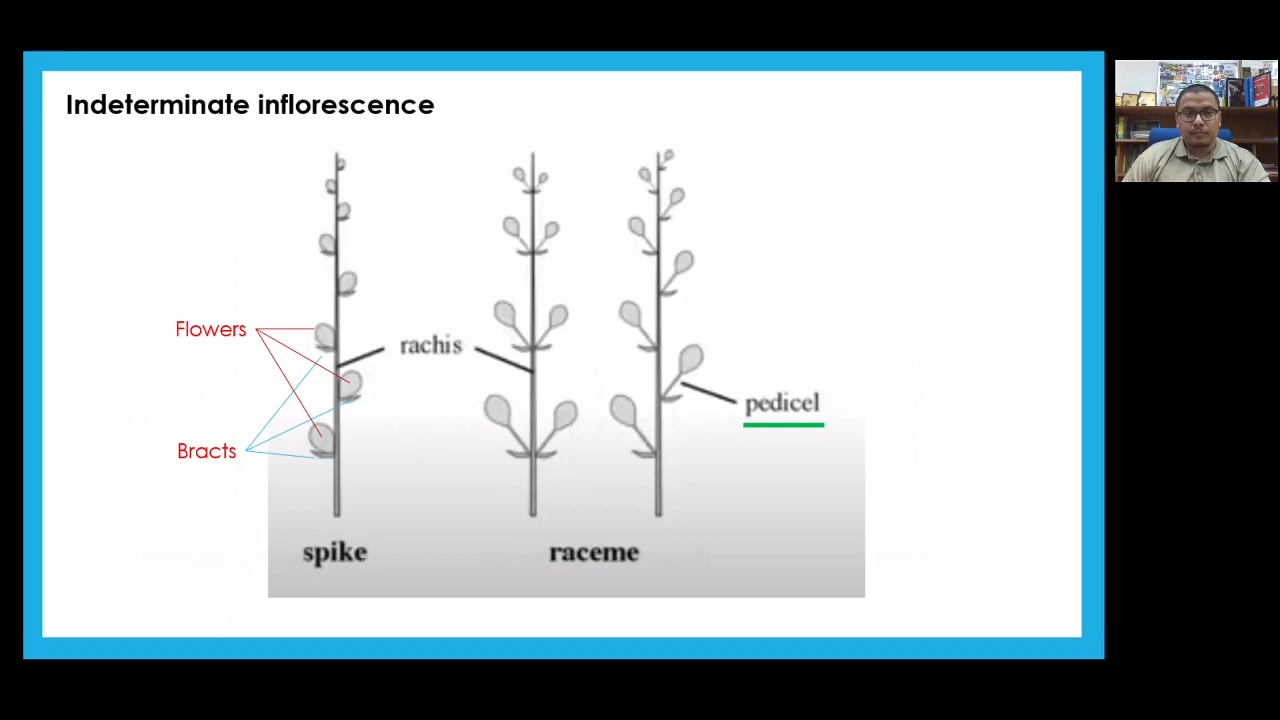 Indeterminate inflorescence
Flowers
rachis
pedicel
Bracts
spike
raceme